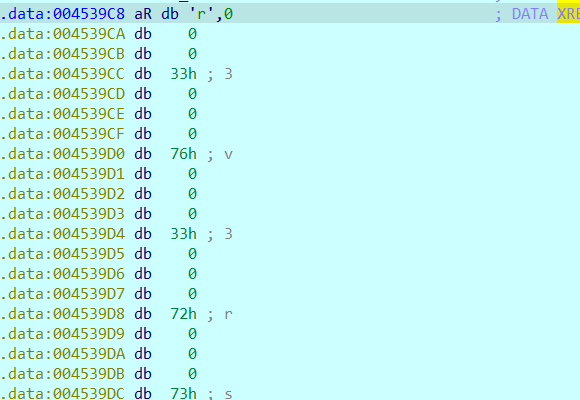 .data:004539C8 aR db 'r',0 ; DATA XRE
.data:004539CA db 0
.data:004539CB db 0
.data:004539CC db 33h ; 3
.data:004539CD db 0
.data:004539CE db 0
.data:004539CF db 0
.data:004539D0 db 76h ; v
.data:004539D1 db 0
.data:004539D2 db 0
.data:004539D3 db 0
.data:004539D4 db 33h ; 3
.data:004539D5 db 0
.data:004539D6 db 0
.data:004539D7 db 0
.data:004539D8 db 72h ; r
.data:004539D9 db 0
.data:004539DA db 0
.data:004539DB db 0
.data:004539DC db 73h ; s